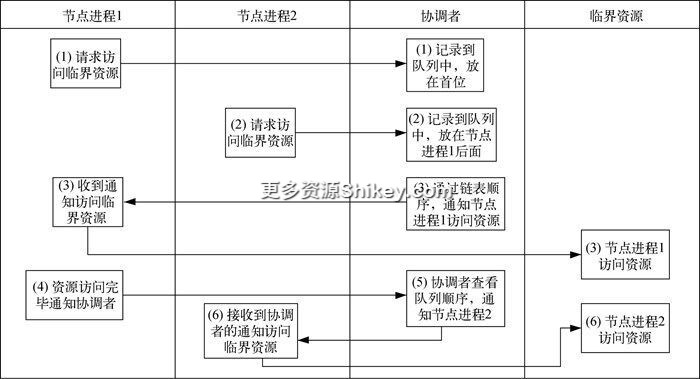 节点进程1
节点进程2
协调者
临界资源
(1) 请求访
问临界资源
(1) 记录到
队列中，放
在首位
(2) 请求访
问临界资源
(2) 记录到队列
中，放在节点
进程1后面
(3) 收到通
知访问临
界资源
(3) 通过链表顺
序，通知节点
进程1访问资源
更多资源Shikey.com
(3) 节点进程1
访问资源
(4) 资源访问完
毕通知协调者
(5) 协调者查看
队列顺序，通
知节点进程2
(6) 接收到协调
者的通知访问
临界资源
(6) 节点进程2
访问资源